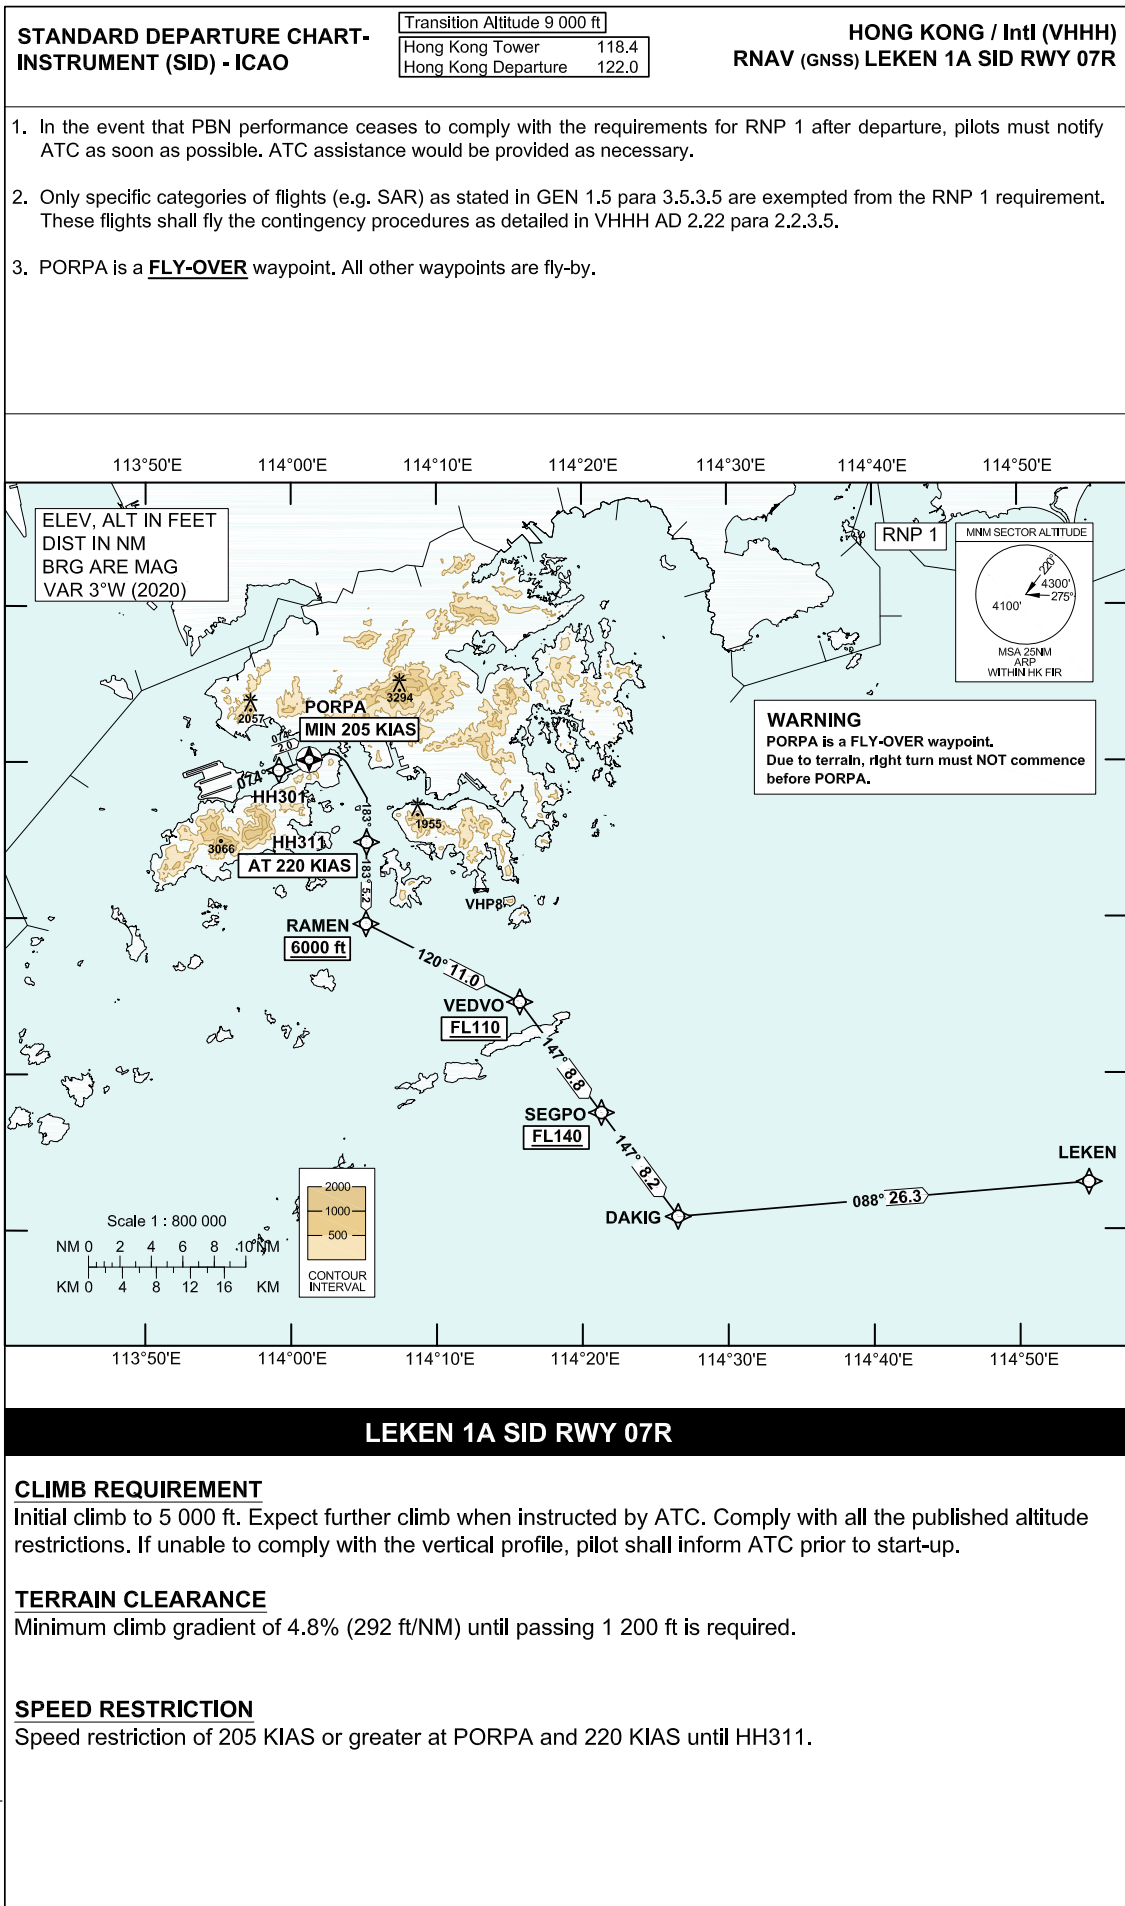 STANDARD DEPARTURE CHART-
INSTRUMENT (SID) - ICAO
Transition Altitude 9 000 ft
Hong Kong Tower 118.4
Hong Kong Departure 122.0
HONG KONG / Intl (VHHH)
RNAV (GNSS) LEKEN 1A SID RWY 07R
1. In the event that PBN performance ceases to comply with the requirements for RNP 1 after departure, pilots must notify
ATC as soon as possible. ATC assistance would be provided as necessary.
2. Only specific categories of flights (e.g. SAR) as stated in GEN 1.5 para 3.5.3.5 are exempted from the RNP 1 requirement.
These flights shall fly the contingency procedures as detailed in VHHH AD 2.22 para 2.2.3.5.
3. PORPA is a FLY-OVER waypoint. All other waypoints are fly-by.
113°50'E 114°00'E 114°10'E 114°20'E 114°30'E 114°40'E 114°50'E
ELEV, ALT IN FEET
DIST IN NM
BRG ARE MAG
VAR 3°W (2020)
RNP 1
MNM SECTOR ALTITUDE
220°
4300'
275°
4100'
MSA 25NM
ARP
WITHIN HK FIR
3294
2057
PORPA
MIN 205 KIAS
WARNING
PORPA is a FLY-OVER waypoint.
Due to terrain, right turn must NOT commence
before PORPA.
074°
2.0
074°
HH301
183°
1955
3066
HH311
AT 220 KIAS
183° 5.2
VHP8
RAMEN
6000 ft
120° 11.0
VEDVO
FL110
147° 8.8
SEGPO
FL140
147° 8.2
LEKEN
088° 26.3
DAKIG
2000
1000
500
CONTOUR
INTERVAL
Scale 1 : 800 000
NM 0 2 4 6 8 10 NM
KM 0 4 8 12 16 KM
113°50'E 114°00'E 114°10'E 114°20'E 114°30'E 114°40'E 114°50'E
LEKEN 1A SID RWY 07R
CLIMB REQUIREMENT
Initial climb to 5 000 ft. Expect further climb when instructed by ATC. Comply with all the published altitude
restrictions. If unable to comply with the vertical profile, pilot shall inform ATC prior to start-up.
TERRAIN CLEARANCE
Minimum climb gradient of 4.8% (292 ft/NM) until passing 1 200 ft is required.
SPEED RESTRICTION
Speed restriction of 205 KIAS or greater at PORPA and 220 KIAS until HH311.